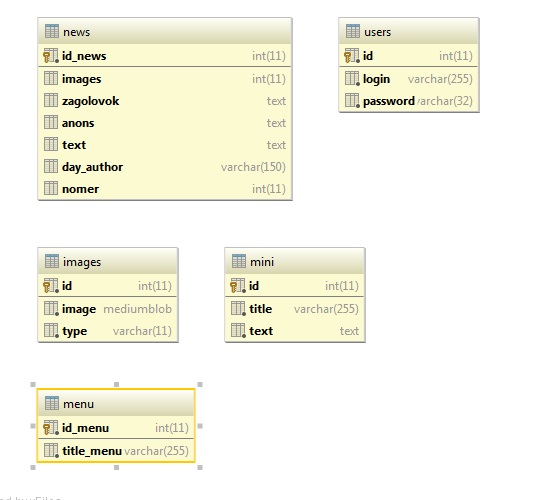 news
id_news int(11)
images int(11)
zagolovok text
anons text
text text
day_author varchar(150)
nomer int(11)
users
id int(11)
login varchar(255)
password varchar(32)
images
id int(11)
image mediumblob
type varchar(11)
mini
id int(11)
title varchar(255)
text text
menu
id_menu int(11)
title_menu varchar(255)